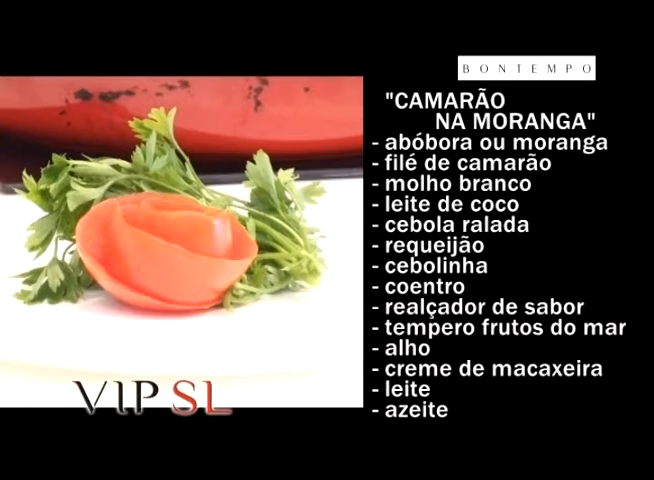 BONTEMPO
"CAMARÃO
NA MORANGA"
- abóbora ou moranga
- filé de camarão
- molho branco
- leite de coco
- cebola ralada
- requeijão
- cebolinha
- coentro
- realçador de sabor
- tempero frutos do mar
- alho
- creme de macaxeira
- leite
- azeite
VIP SL